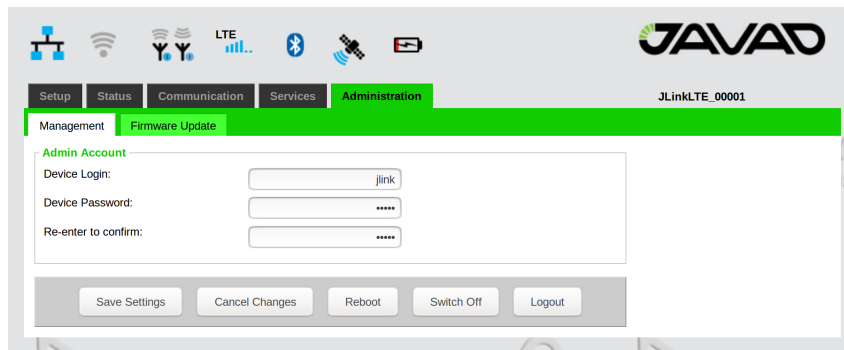 LTE
JAVAD
Setup Status Communication Services Administration JLinkLTE_00001
Management Firmware Update
Admin Account
Device Login: jlink
Device Password: •••••
Re-enter to confirm: •••••
Save Settings Cancel Changes Reboot Switch Off Logout